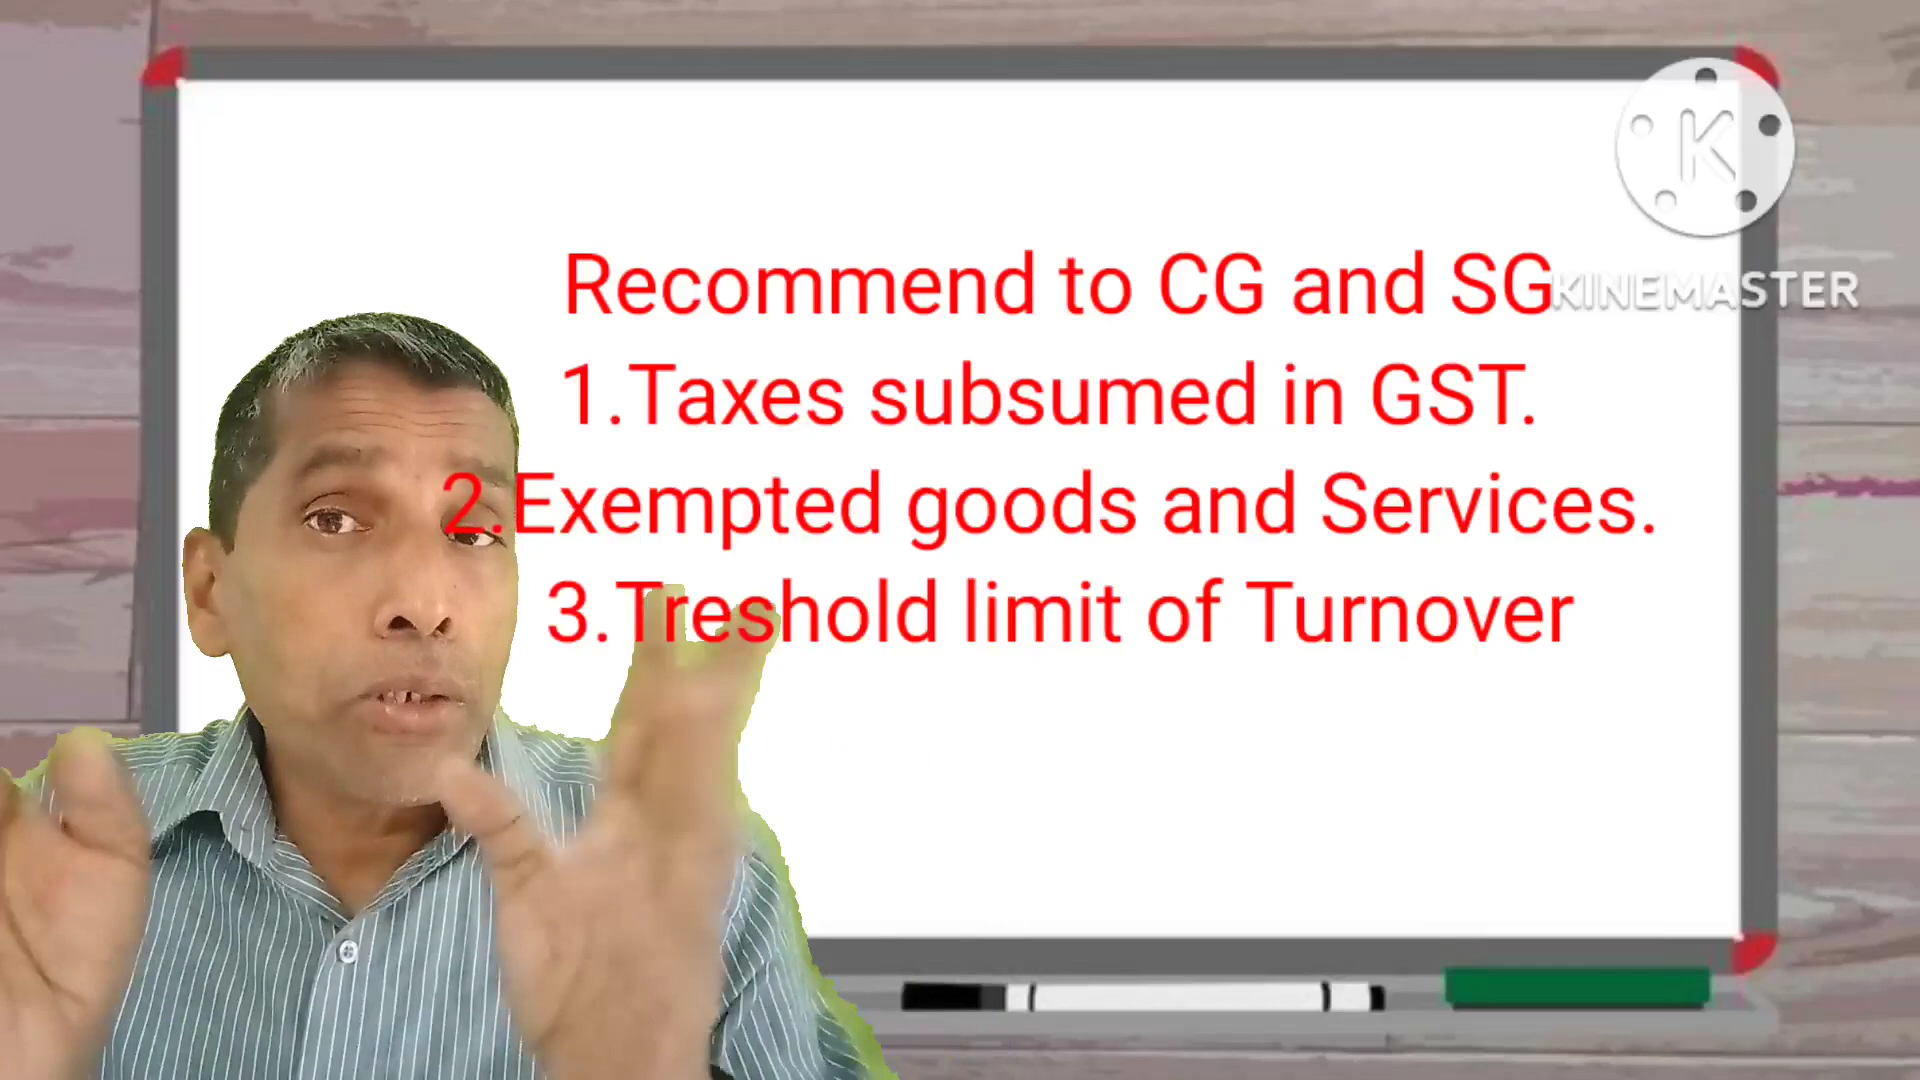 Recommend to CG and SG
KINEMASTER
1.Taxes subsumed in GST.
2.Exempted goods and Services.
3.Treshold limit of Turnover